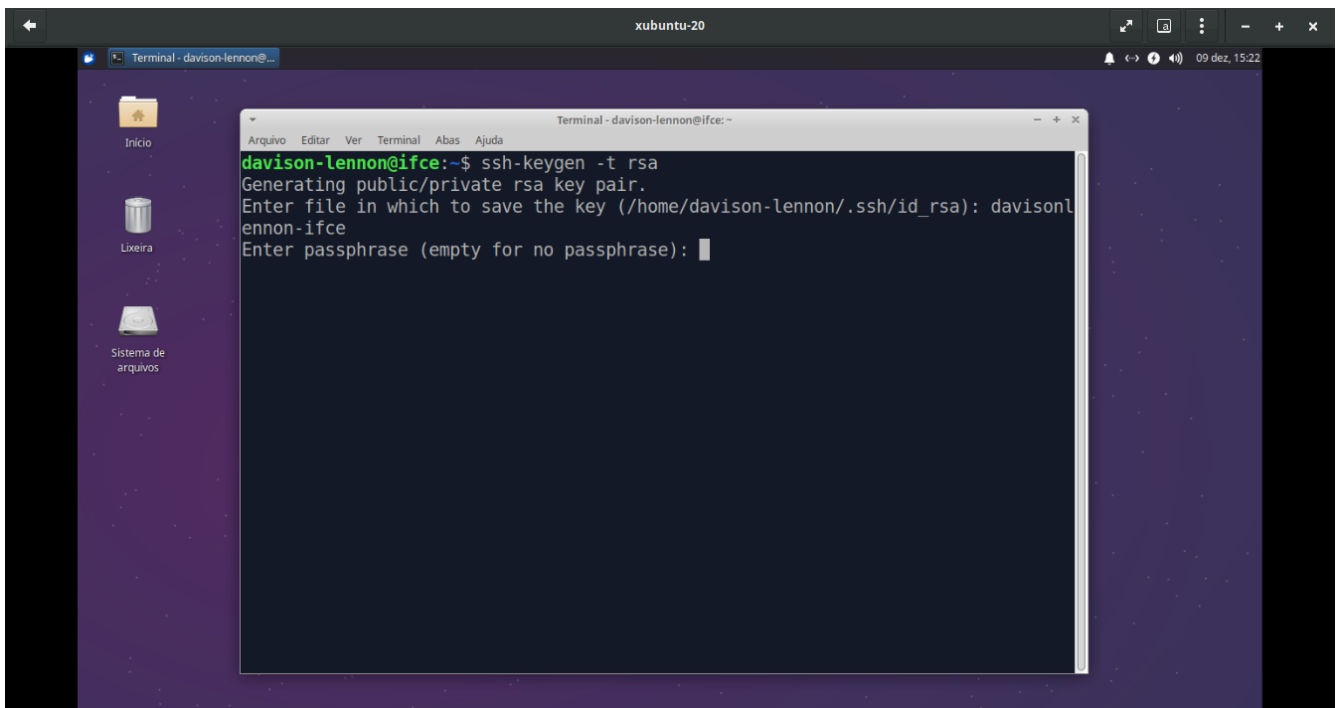 xubuntu-20
Terminal - davison-lennon@...
09 dez, 15:22
Início
Lixeira
Sistema de
arquivos
Terminal - davison-lennon@ifce: ~
Arquivo Editar Ver Terminal Abas Ajuda
davison-lennon@ifce:~$ ssh-keygen -t rsa
Generating public/private rsa key pair.
Enter file in which to save the key (/home/davison-lennon/.ssh/id_rsa): davisonl
ennon-ifce
Enter passphrase (empty for no passphrase):